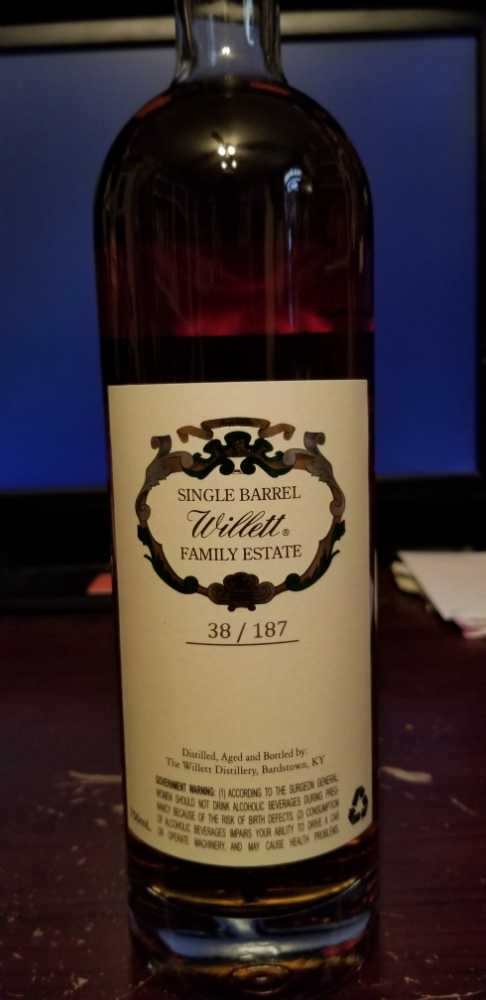 SINGLE BARREL
Willett ®
FAMILY ESTATE
38 / 187
Distilled, Aged and Bottled by:
The Willett Distillery, Bardstown, KY
GOVERNMENT WARNING: (1) ACCORDING TO THE SURGEON GENERAL,
WOMEN SHOULD NOT DRINK ALCOHOLIC BEVERAGES DURING PREG-
NANCY BECAUSE OF THE RISK OF BIRTH DEFECTS. (2) CONSUMPTION
OF ALCOHOLIC BEVERAGES IMPAIRS YOUR ABILITY TO DRIVE A CAR
OR OPERATE MACHINERY, AND MAY CAUSE HEALTH PROBLEMS.
750mL